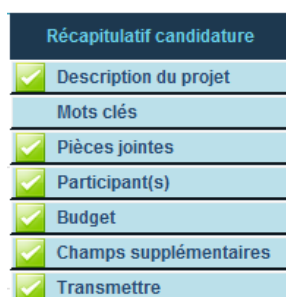 Récapitulatif candidature
Description du projet
Mots clés
Pièces jointes
Participant(s)
Budget
Champs supplémentaires
Transmettre